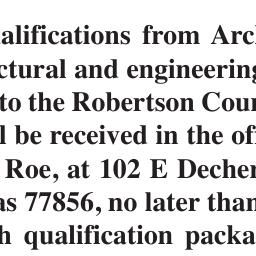 alifications from Arc
ctural and engineering
to the Robertson Cour
l be received in the of
Roe, at 102 E Decher
as 77856, no later than
h qualification packa